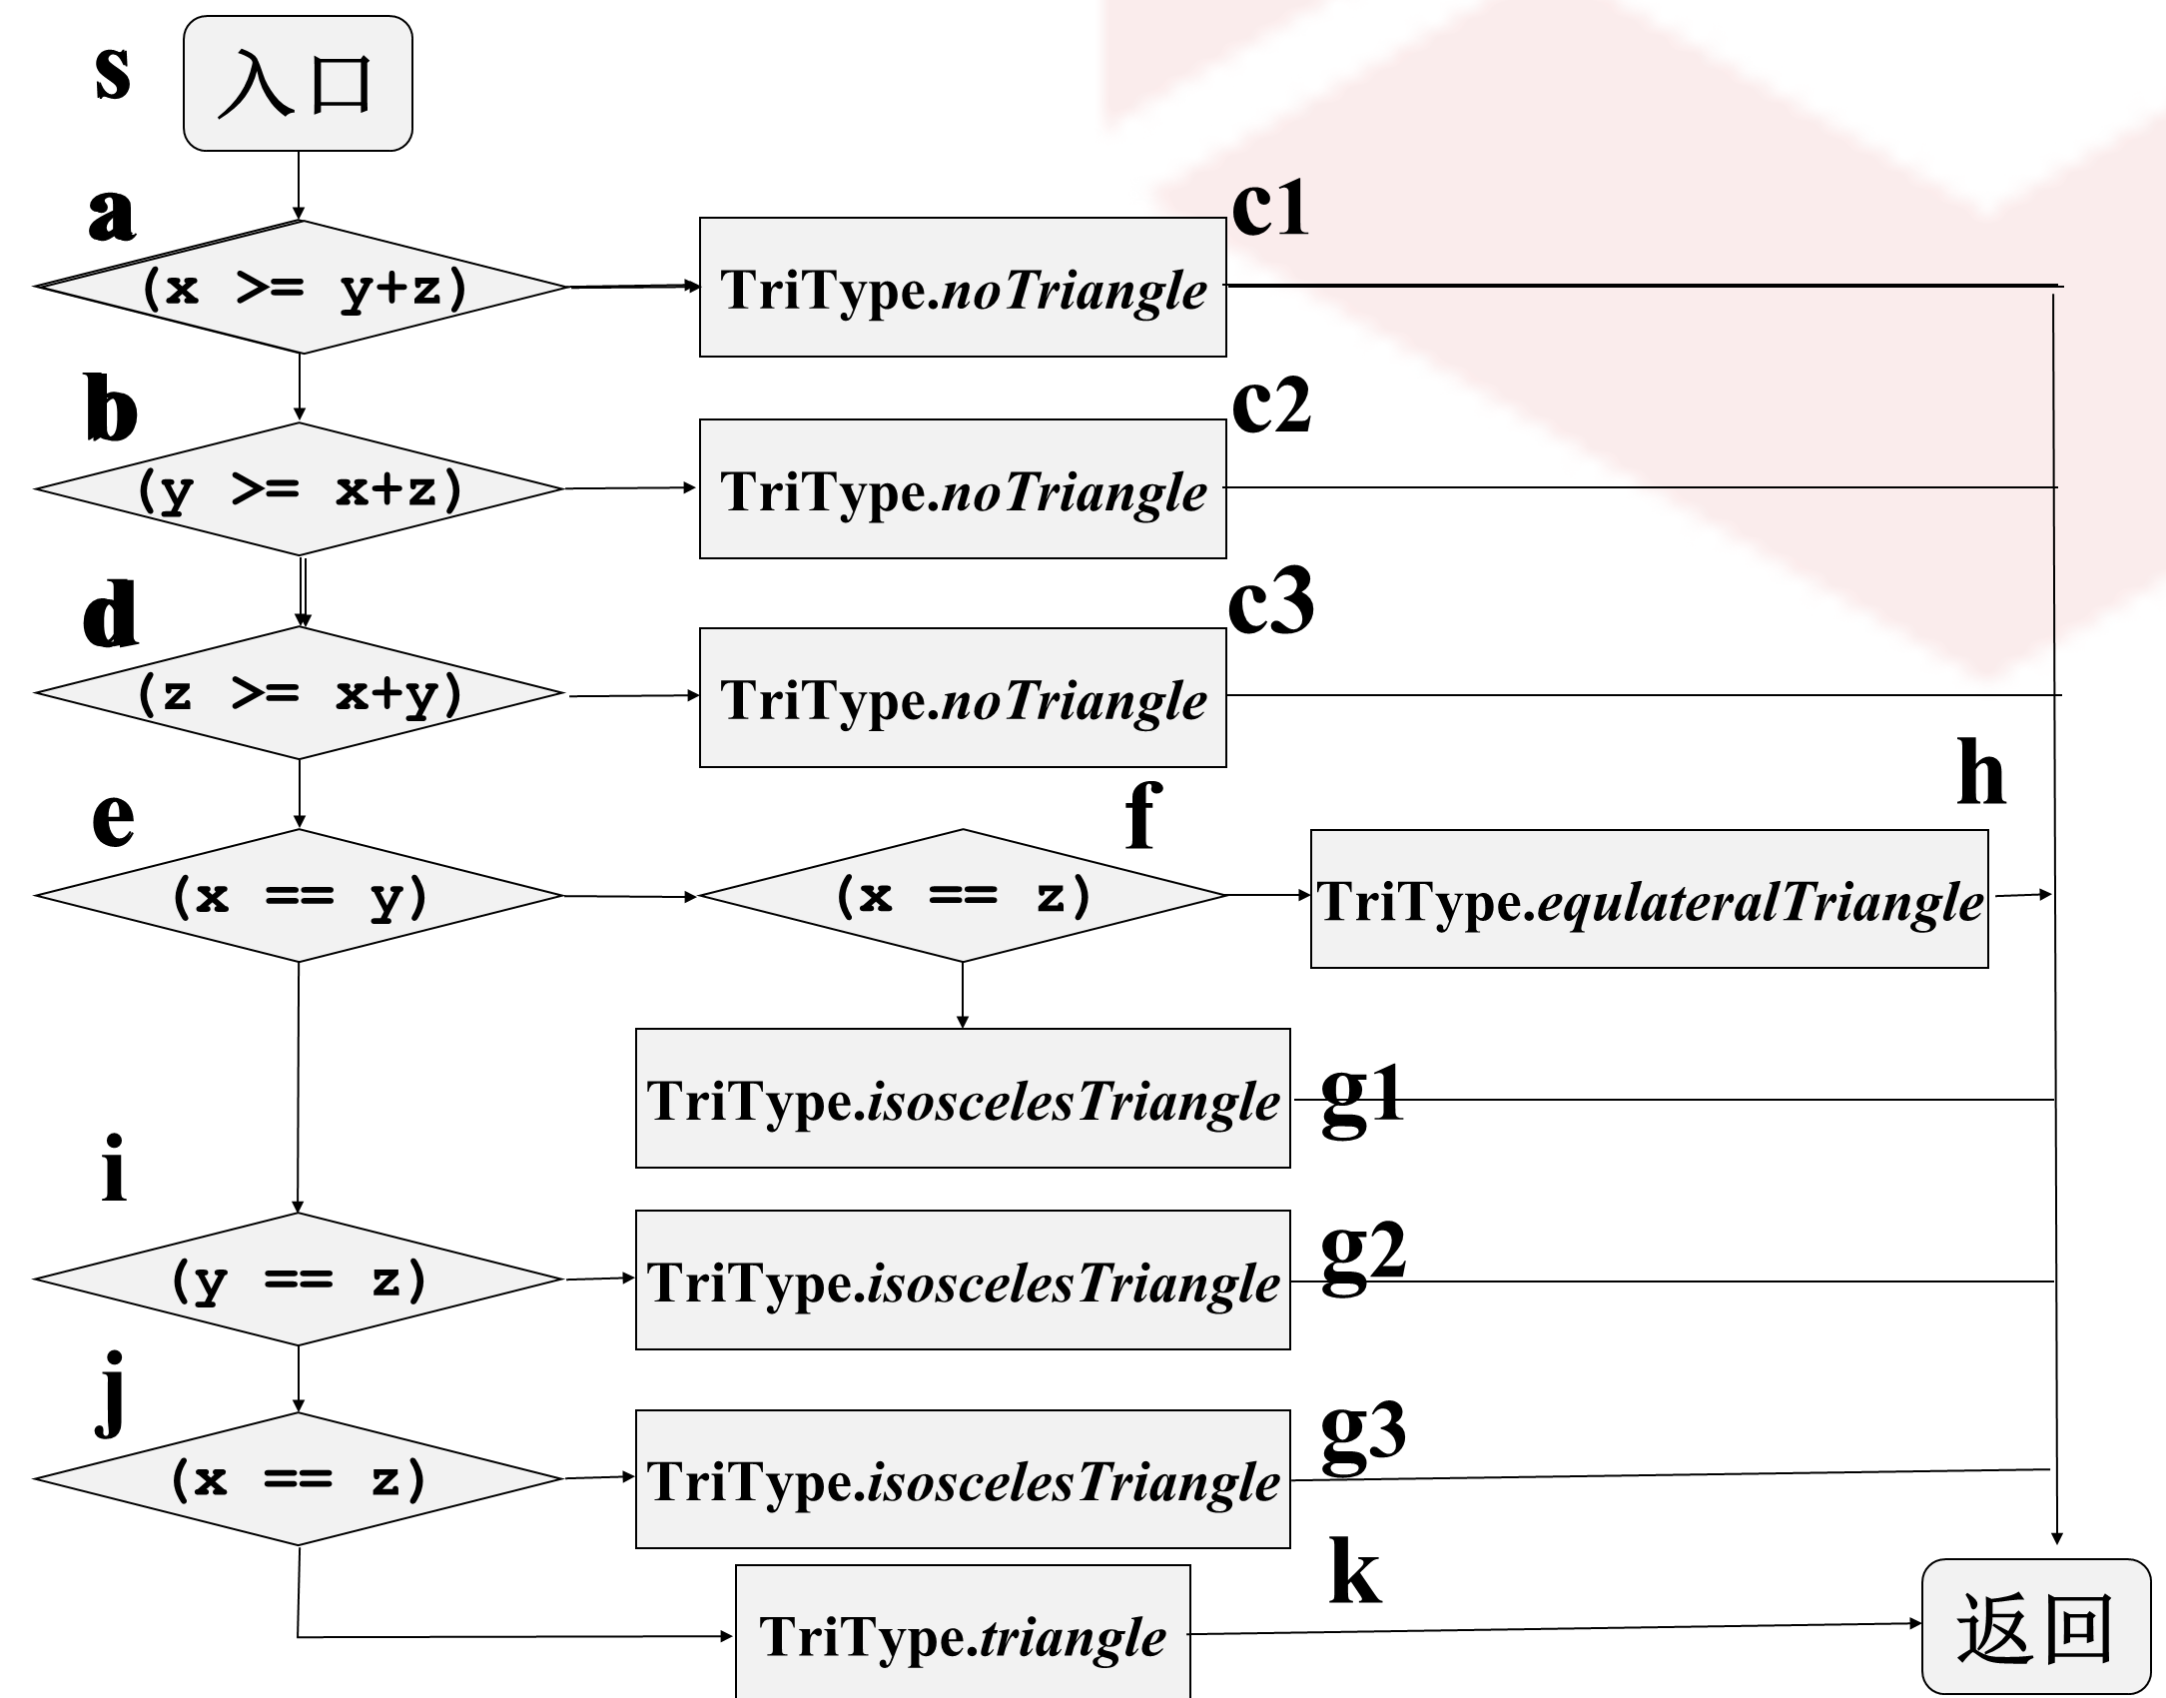 s
入口
a
(x >= y+z)
TriType.noTriangle
c1
b
(y >= x+z)
TriType.noTriangle
c2
d
(z >= x+y)
TriType.noTriangle
c3
e
(x == y)
f
(x == z)
h
TriType.equlateralTriangle
TriType.isoscelesTriangle
g1
i
(y == z)
TriType.isoscelesTriangle
g2
j
(x == z)
TriType.isoscelesTriangle
g3
k
TriType.triangle
返回